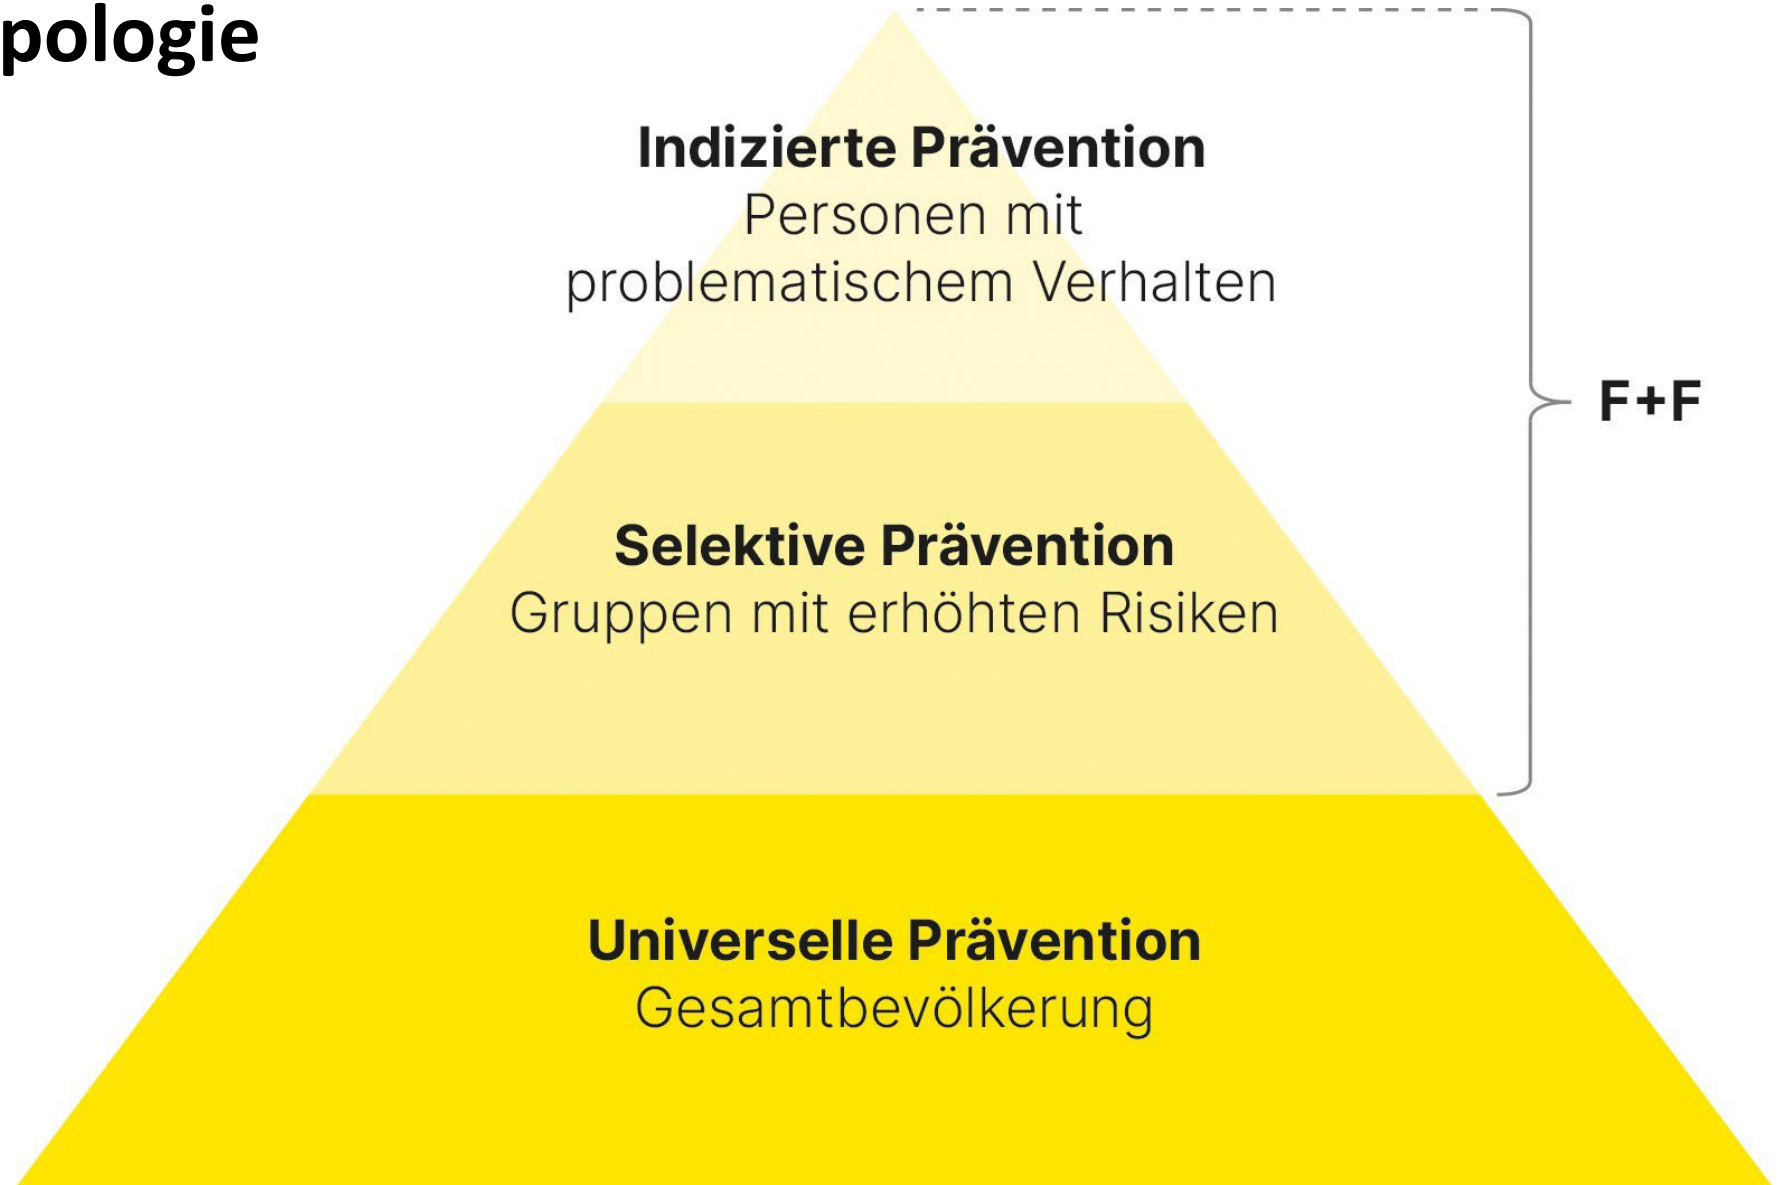 pologie
Indizierte Prävention
Personen mit
problematischem Verhalten
F+F
Selektive Prävention
Gruppen mit erhöhten Risiken
Universelle Prävention
Gesamtbevölkerung